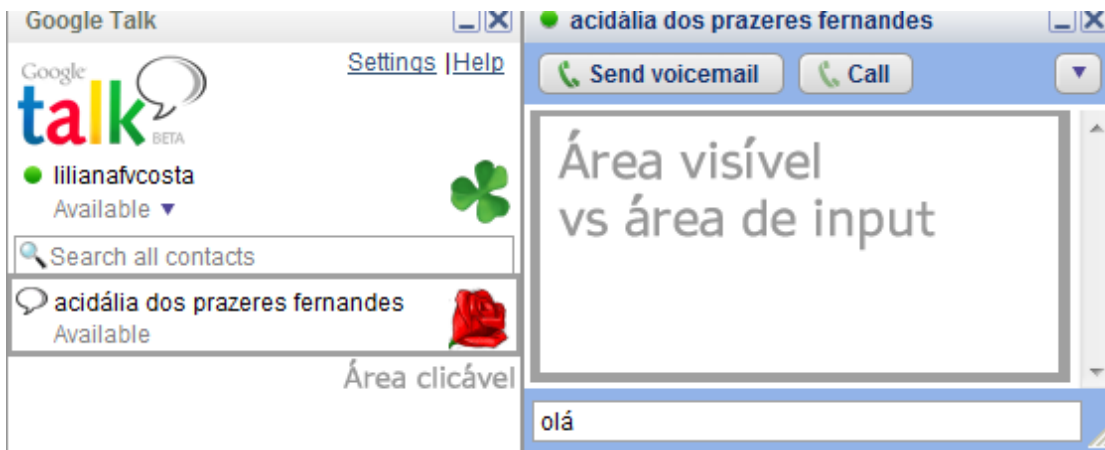 Google Talk
Settings | Help
Google
talk
BETA
lilianafvcosta
Available
Search all contacts
acidália dos prazeres fernandes
Available
Área clicável
acidália dos prazeres fernandes
Send voicemail
Call
Área visível
vs área de input
olá